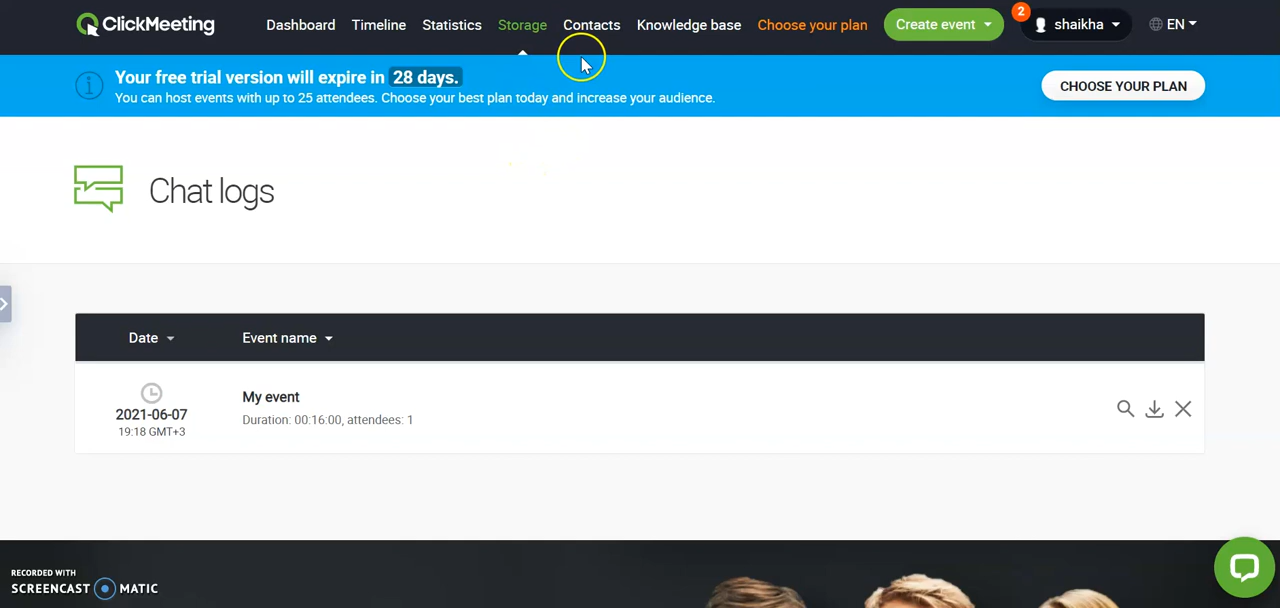 ClickMeeting Dashboard Timeline Statistics Storage Contacts Knowledge base Choose your plan Create event 2 shaikha EN
Your free trial version will expire in 28 days.
You can host events with up to 25 attendees. Choose your best plan today and increase your audience.
CHOOSE YOUR PLAN
Chat logs
Date Event name
My event
2021-06-07
Duration: 00:16:00, attendees: 1
19:18 GMT+3
RECORDED WITH
SCREENCAST MATIC